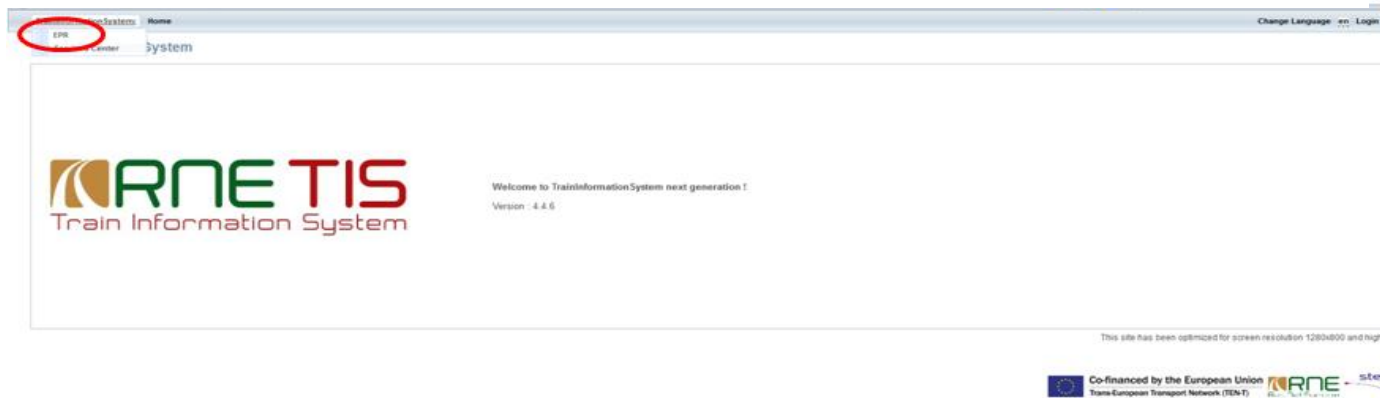 Home
Change Language en Login
EPR
Center
System
RNE TIS
Train Information System
Welcome to TrainInformationSystem next generation !
Version : 4.4.6
This site has been optimized for screen resolution 1280x800 and high
Co-financed by the European Union
Trans-European Transport Network (TEN-T)
RNE